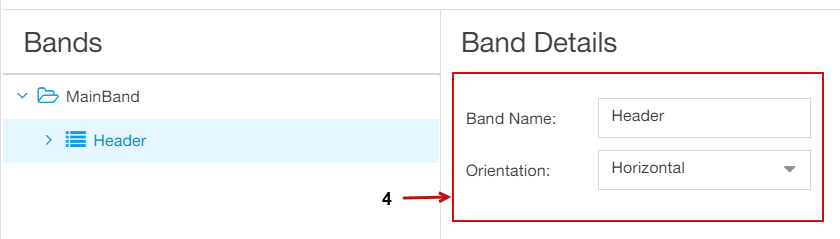 Bands
Band Details
MainBand
Header
Band Name: Header
Orientation: Horizontal
4